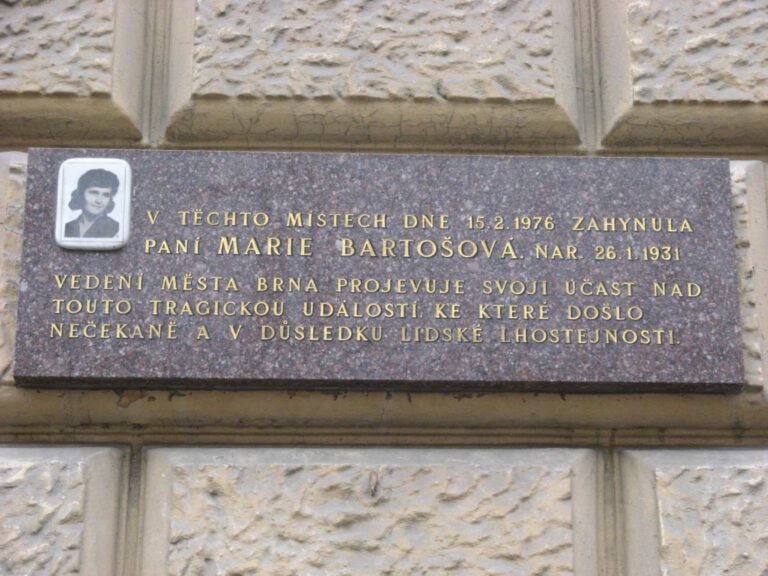 V TĚCHTO MÍSTECH DNE 15.2.1976 ZAHYNULA
PANÍ MARIE BARTOŠOVÁ. NAR. 26.1.1931
VEDENÍ MĚSTA BRNA PROJEVUJE SVOJI ÚČAST NAD
TOUTO TRAGICKOU UDÁLOSTÍ. KE KTERÉ DOŠLO
NEČEKANĚ A V DŮSLEDKU LIDSKÉ LHOSTEJNOSTI.